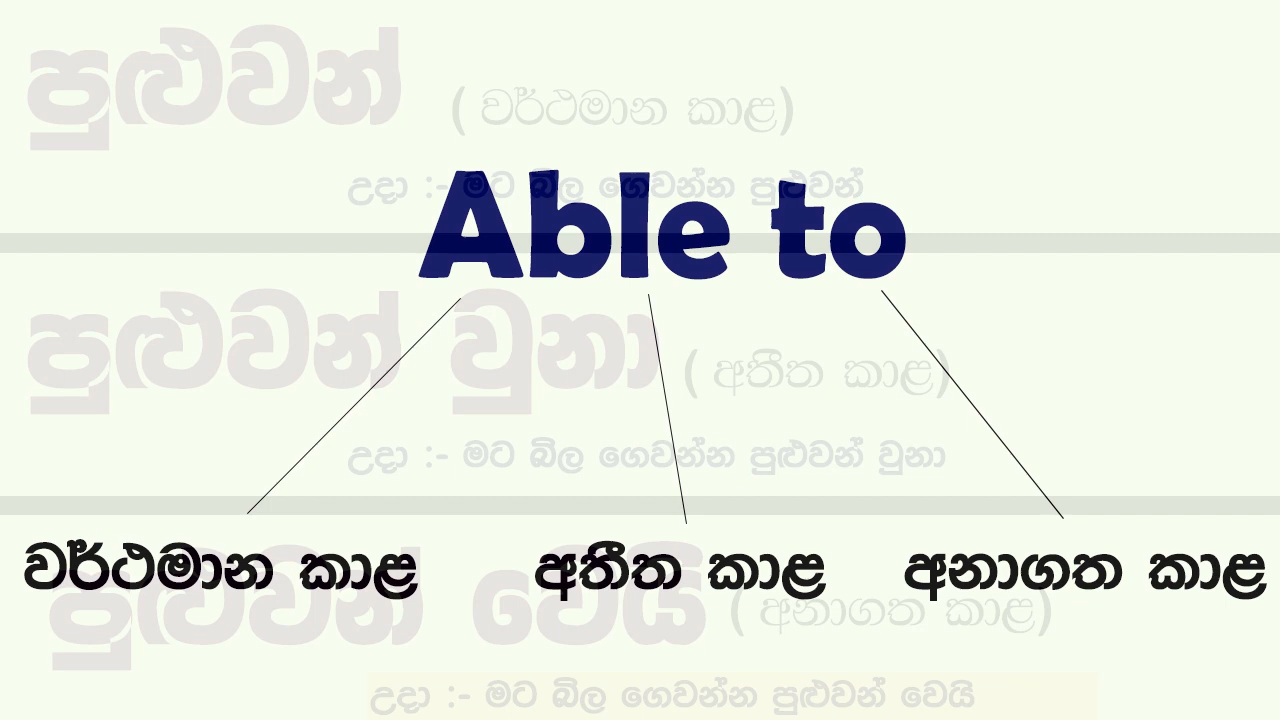 පුළුවන් ( වර්ථමාන කාළ)
උදා :- මට බිල ගෙවන්න පුළුවන්
Able to
පුළුවන් වුනා ( අතීත කාළ)
උදා :- මට බිල ගෙවන්න පුළුවන් වුනා
වර්ථමාන කාළ අතීත කාළ අනාගත කාළ
පුළුවන් වෙයි ( අනාගත කාළ)
උදා :- මට බිල ගෙවන්න පුළුවන් වෙයි